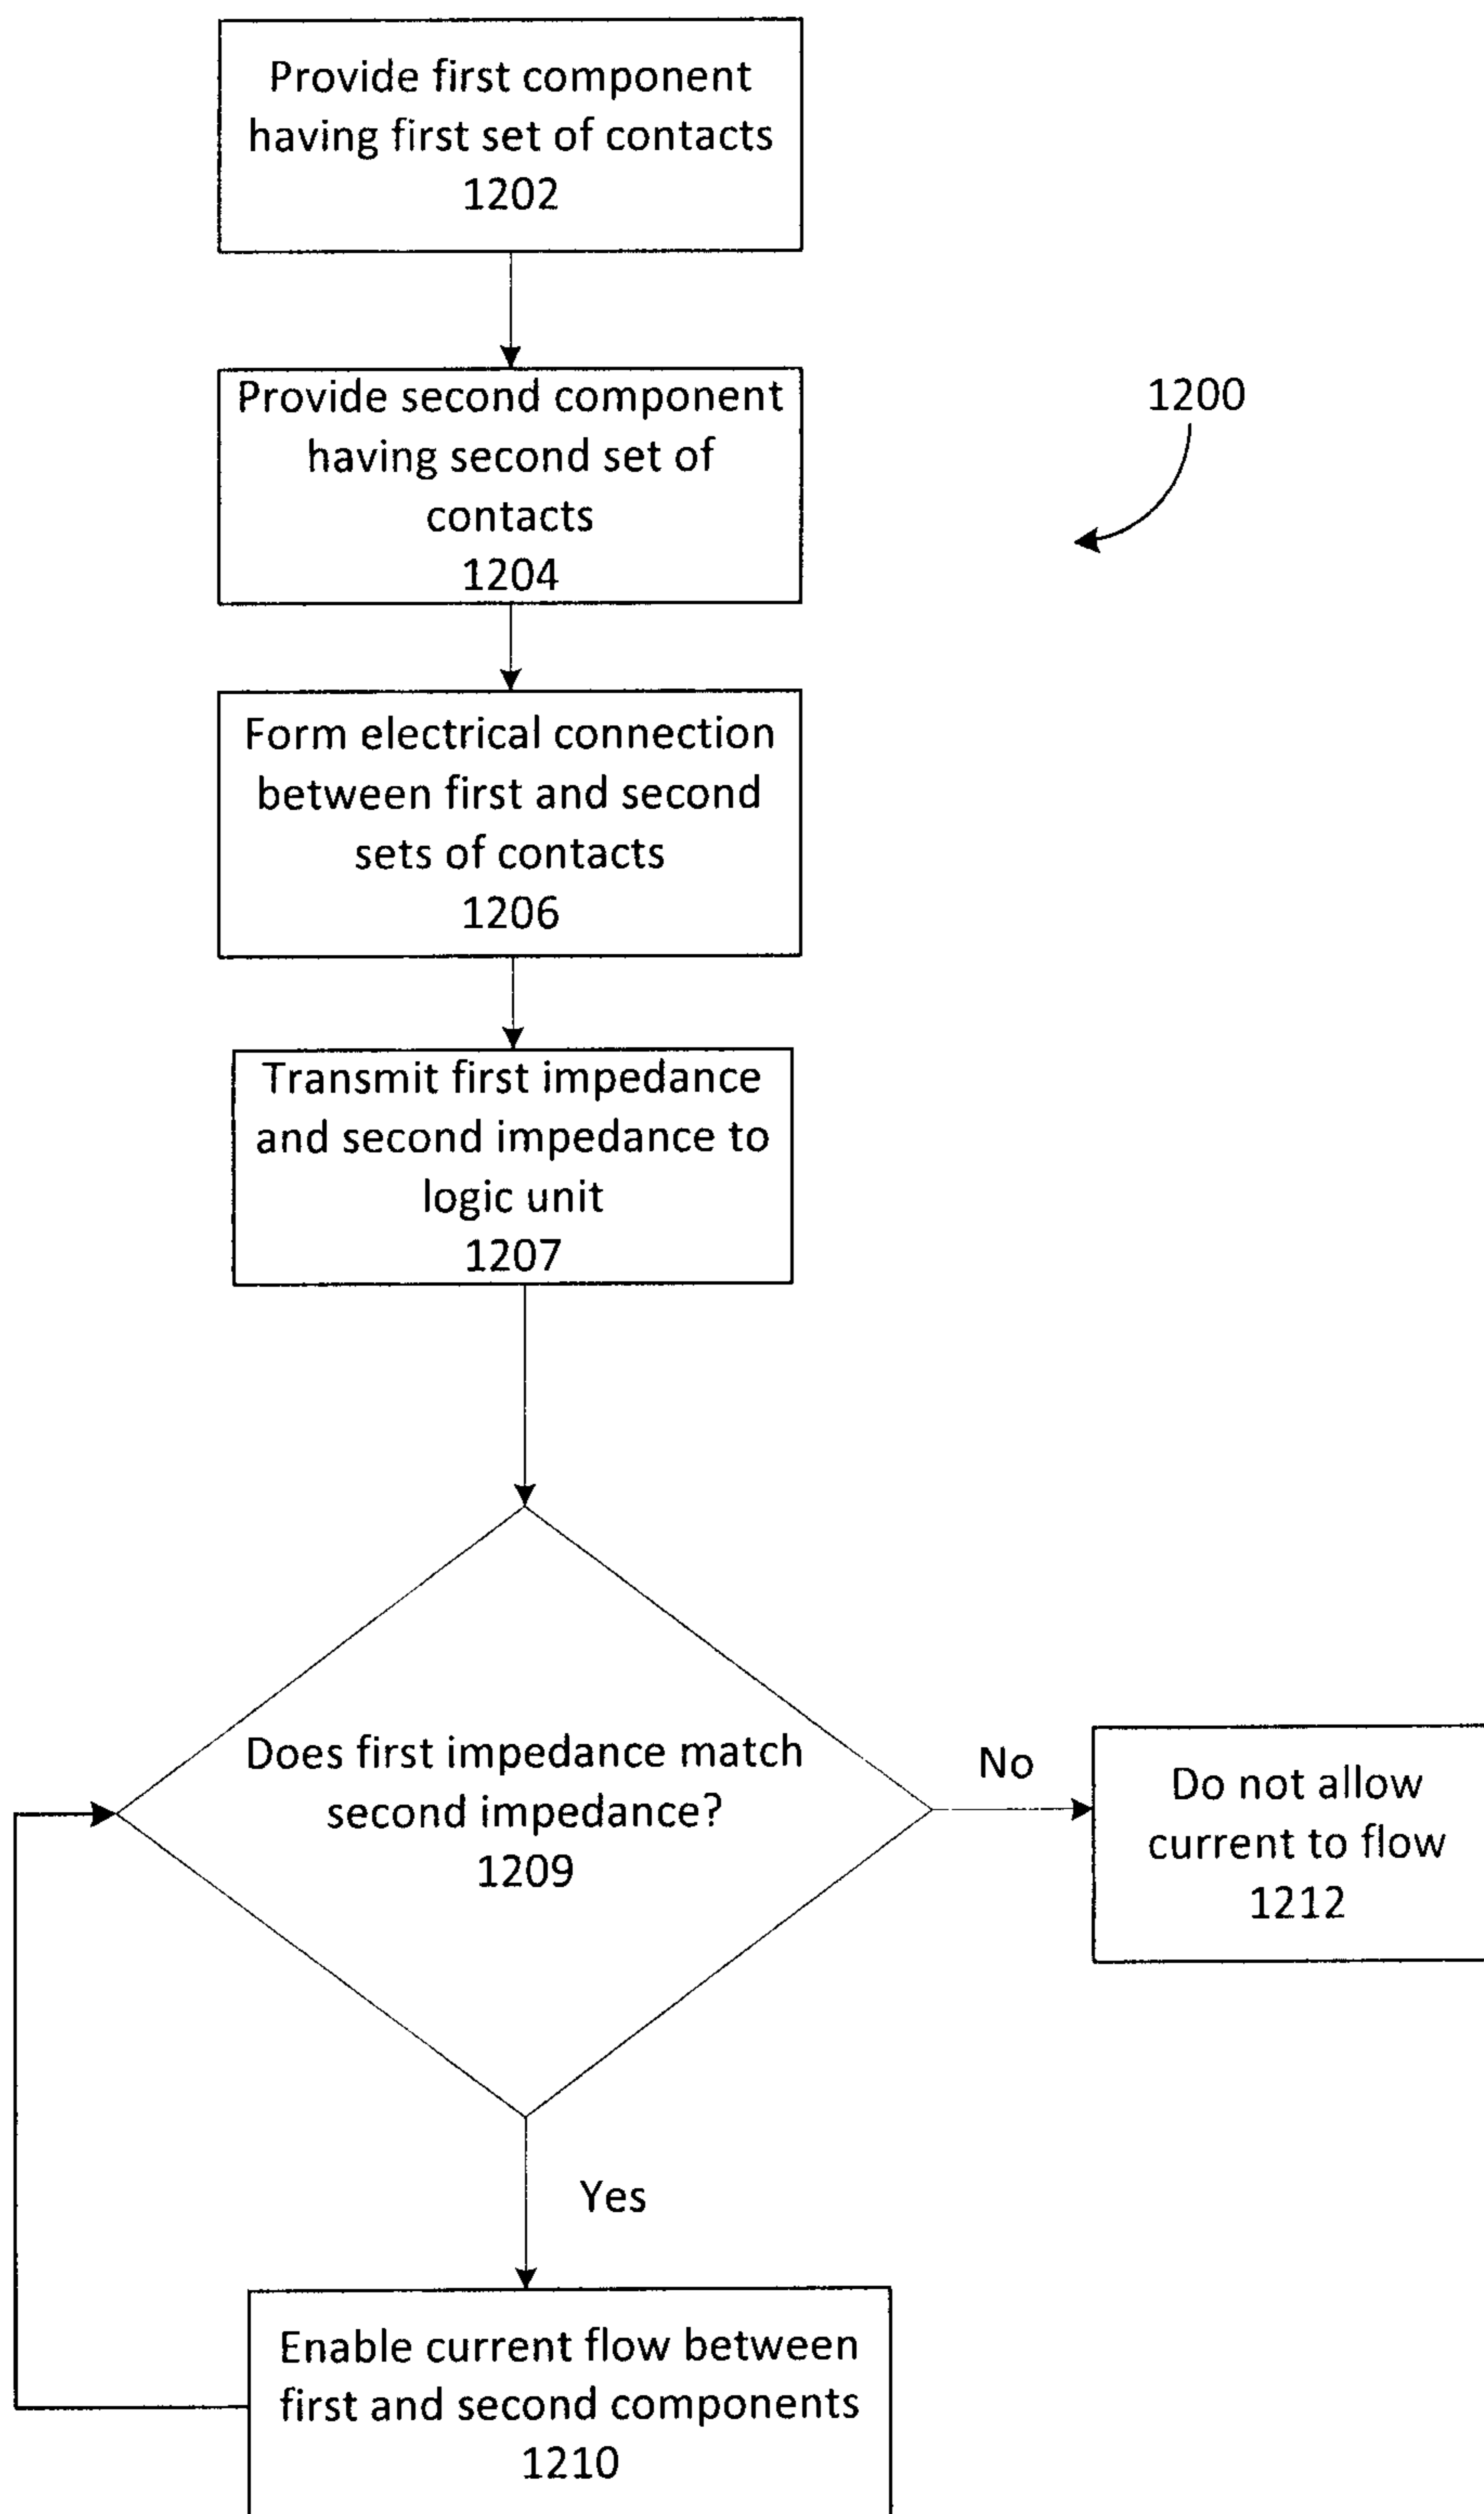 Provide first component
having first set of contacts
1202
Provide second component
having second set of
contacts
1204
1200
Form electrical connection
between first and second
sets of contacts
1206
Transmit first impedance
and second impedance to
logic unit
1207
Does first impedance match
second impedance?
1209
No
Do not allow
current to flow
1212
Yes
Enable current flow between
first and second components
1210